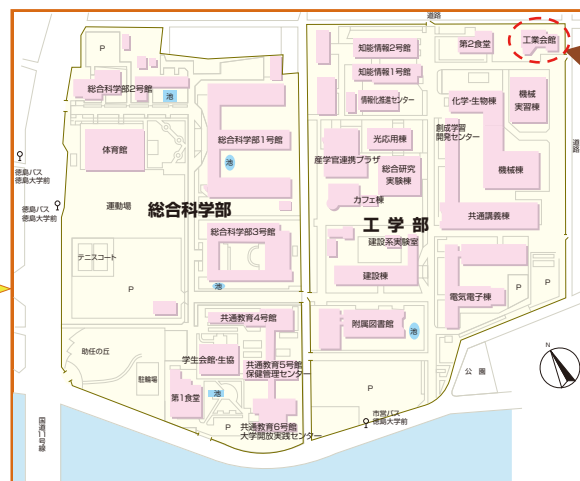 道路
P
知能情報2号館
第2食堂
工業会館
知能情報1号館
総合科学部2号館
池
情報化推進センター
化学・生物棟
機械
実習棟
創成学習
開発センター
総合科学部1号館
光応用棟
体育館
産学官連携プラザ
道路
池
総合研究
実験棟
機械棟
徳島バス
徳島大学前
カフェ棟
徳島バス
徳島大学前
運動場
総合科学部
共通講義棟
工学部
総合科学部3号館
建設系実験室
テニスコート
建設棟
P
池
P
P
電気電子棟
共通教育4号館
附属図書館
池
助任の丘
学生会館・生協
共通教育5号館
保健管理センター
N
公園
駐輪場
P
第1食堂
池
市営バス
徳島大学前
国道11号線
P
共通教育6号館
大学開放実践センター